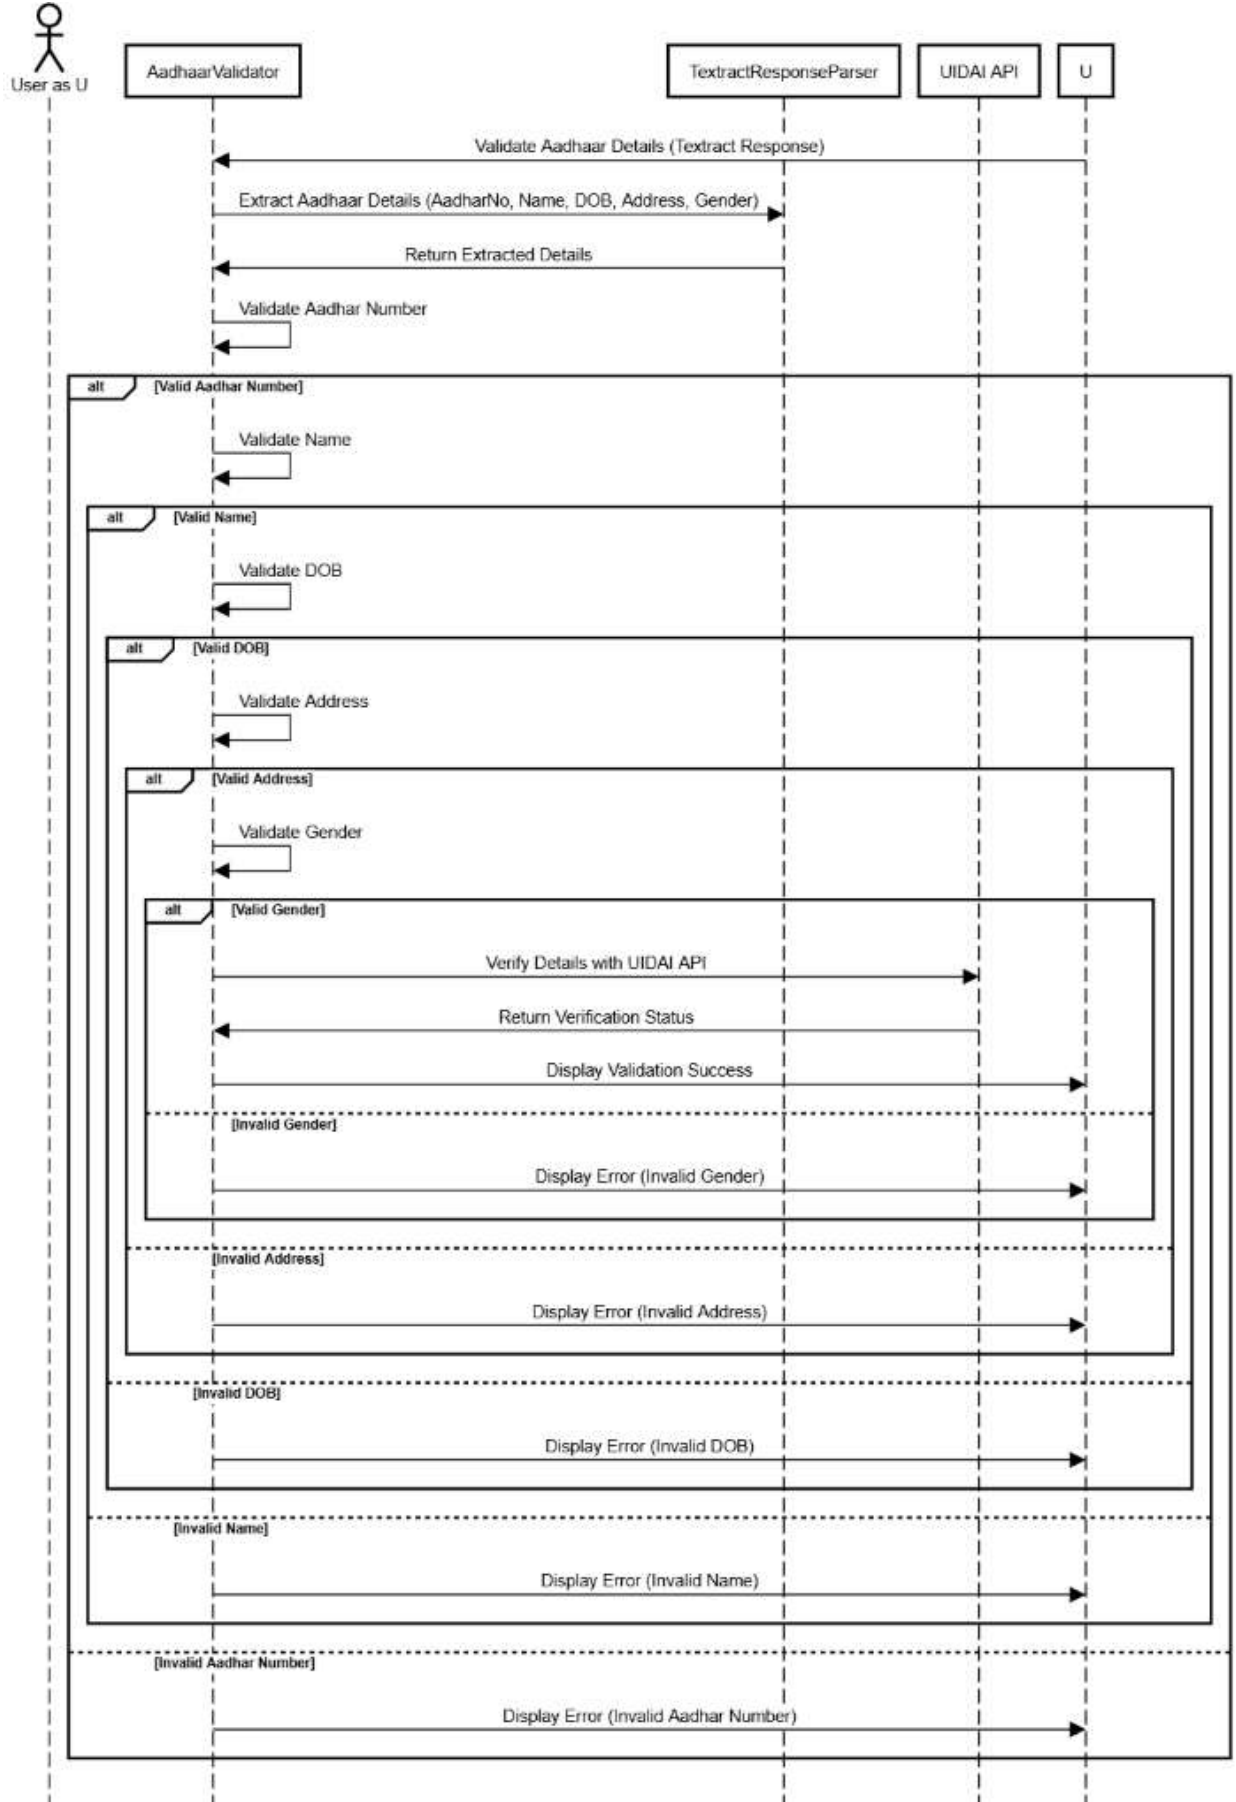 User as U
AadhaarValidator
TextractResponseParser
UIDAI API
U
Validate Aadhaar Details (Textract Response)
Extract Aadhaar Details (AadharNo, Name, DOB, Address, Gender)
Return Extracted Details
Validate Aadhar Number
alt [Valid Aadhar Number]
Validate Name
alt [Valid Name]
Validate DOB
alt [Valid DOB]
Validate Address
alt [Valid Address]
Validate Gender
alt [Valid Gender]
Verify Details with UIDAI API
Return Verification Status
Display Validation Success
[Invalid Gender]
Display Error (Invalid Gender)
[Invalid Address]
Display Error (Invalid Address)
[Invalid DOB]
Display Error (Invalid DOB)
[Invalid Name]
Display Error (Invalid Name)
[Invalid Aadhar Number]
Display Error (Invalid Aadhar Number)